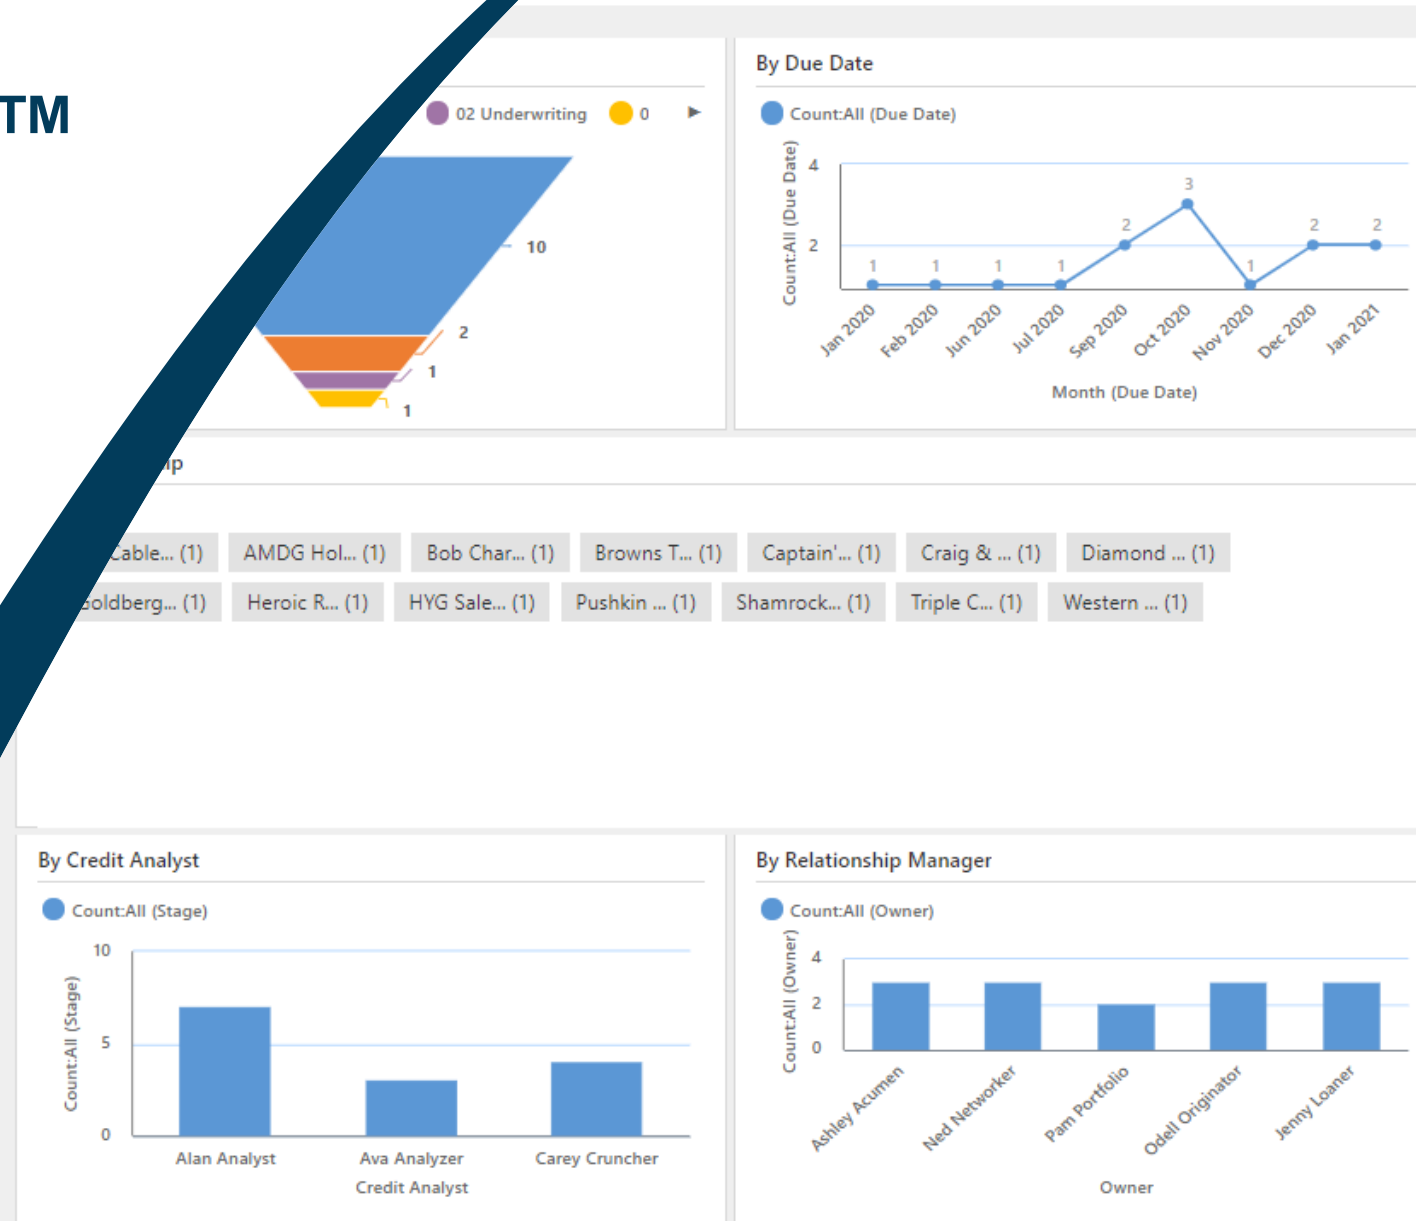 TM
02 Underwriting
0
10
2
1
1
By Due Date
Count:All (Due Date)
Count:All (Due Date)
4
2
1
1
1
1
2
3
1
2
2
Jan 2020
Feb 2020
Jun 2020
Jul 2020
Sep 2020
Oct 2020
Nov 2020
Dec 2020
Jan 2021
Month (Due Date)
ip
Cable... (1)
AMDG Hol... (1)
Bob Char... (1)
Browns T... (1)
Captain'... (1)
Craig & ... (1)
Diamond ... (1)
Goldberg... (1)
Heroic R... (1)
HYG Sale... (1)
Pushkin ... (1)
Shamrock... (1)
Triple C... (1)
Western ... (1)
By Credit Analyst
Count:All (Stage)
Count:All (Stage)
10
5
0
Alan Analyst
Ava Analyzer
Carey Cruncher
Credit Analyst
By Relationship Manager
Count:All (Owner)
Count:All (Owner)
4
2
0
Ashley Acumen
Ned Networker
Pam Portfolio
Odell Originator
Jenny Loaner
Owner